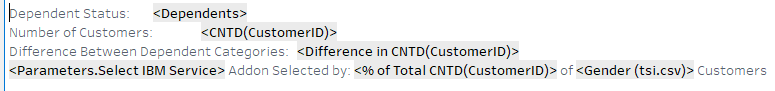 Dependent Status: <Dependents>
Number of Customers: <CNTD(CustomerID)>
Difference Between Dependent Categories: <Difference in CNTD(CustomerID)>
<Parameters.Select IBM Service> Addon Selected by: <% of Total CNTD(CustomerID)> of <Gender (tsi.csv)> Customers